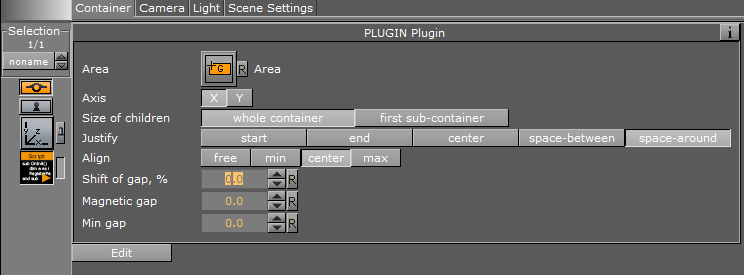 Container Camera Light Scene Settings
Selection
1/1
noname
PLUGIN Plugin i
Area G R Area
Axis X Y
Size of children whole container first sub-container
Justify start end center space-between space-around
Align free min center max
Shift of gap, % 0.0 R
Magnetic gap 0.0 R
Min gap 0.0 R
Y Z X
Script
sub OnInit()
Edit